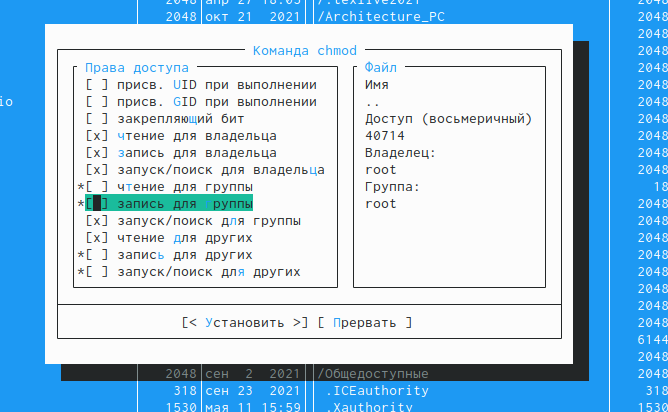 2048 апр 27 18:05 /.texlive2021
2048 окт 21 2021 /Architecture_PC 2048
2048
Команда chmod 2048
Права доступа Файл 2048
[ ] присв. UID при выполнении Имя 2048
io [ ] присв. GID при выполнении .. 2048
[ ] закрепляющий бит Доступ (восьмеричный) 2048
[x] чтение для владельца 40714 2048
[x] запись для владельца Владелец: 2048
[x] запуск/поиск для владельца root 2048
*[ ] чтение для группы Группа: 18
*[ ] запись для группы root 2048
[x] запуск/поиск для группы 2048
[x] чтение для других 2048
*[ ] запись для других 2048
*[ ] запуск/поиск для других 2048
2048
2048
[< Установить >] [ Прервать ] 2048
6144
2048
2048 сен 2 2021 /Общедоступные 2048
318 сен 23 2021 .ICEauthority 318
1530 мая 11 15:59 .Xauthority 1530